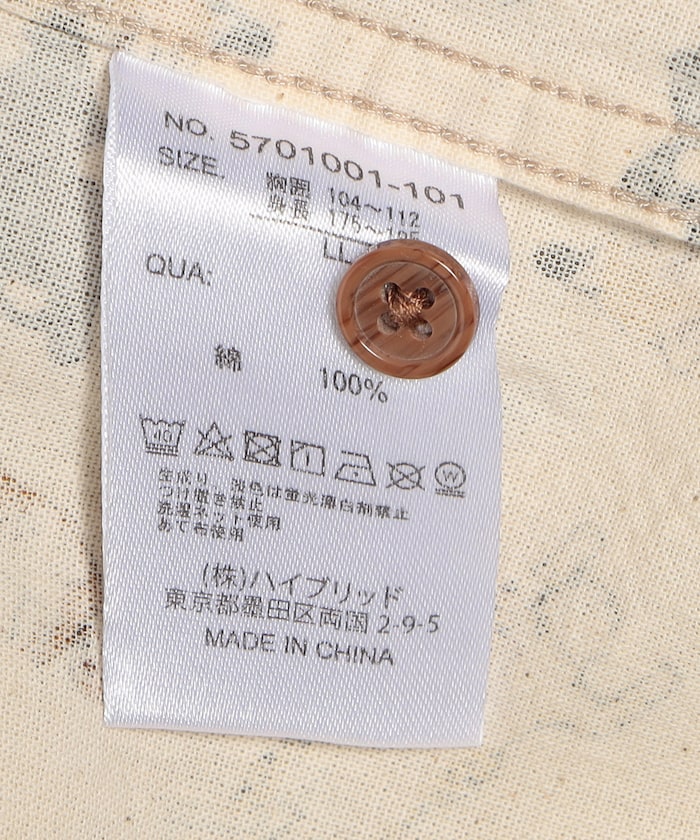 NO. 5701001-101
SIZE.
胸囲 104～112
身長 175～185
LL
QUA:
綿 100%
40
W
生成り、淡色は蛍光漂白剤禁止
つけ置き禁止
洗濯ネット使用
あて布使用
(株)ハイブリッド
東京都墨田区両国 2-9-5
MADE IN CHINA